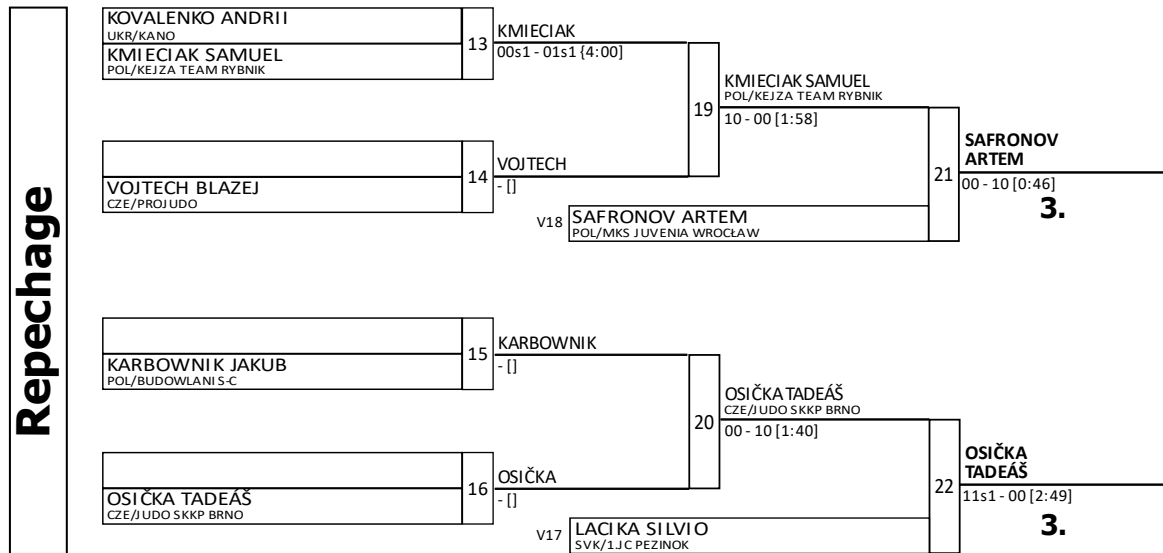 Repechage
KOVALENKO ANDRII
UKR/KANO
KMIECIAK SAMUEL
POL/KEJZA TEAM RYBNIK
13
KMIECIAK
00s1 - 01s1 {4:00]
VOJTECH BLAZEJ
CZE/PROJUDO
14
VOJTECH
- []
19
KMIECIAK SAMUEL
POL/KEJZA TEAM RYBNIK
10 - 00 [1:58]
V18
SAFRONOV ARTEM
POL/MKS JUVENIA WROCŁAW
21
SAFRONOV
ARTEM
00 - 10 [0:46]
3.
KARBOWNIK JAKUB
POL/BUDOWLANI S-C
15
KARBOWNIK
- []
OSIČKA TADEÁŠ
CZE/JUDO SKKP BRNO
16
OSIČKA
- []
20
OSIČKA TADEÁŠ
CZE/JUDO SKKP BRNO
00 - 10 [1:40]
V17
LACIKA SILVIO
SVK/1.JC PEZINOK
22
OSIČKA
TADEÁŠ
11s1 - 00 [2:49]
3.